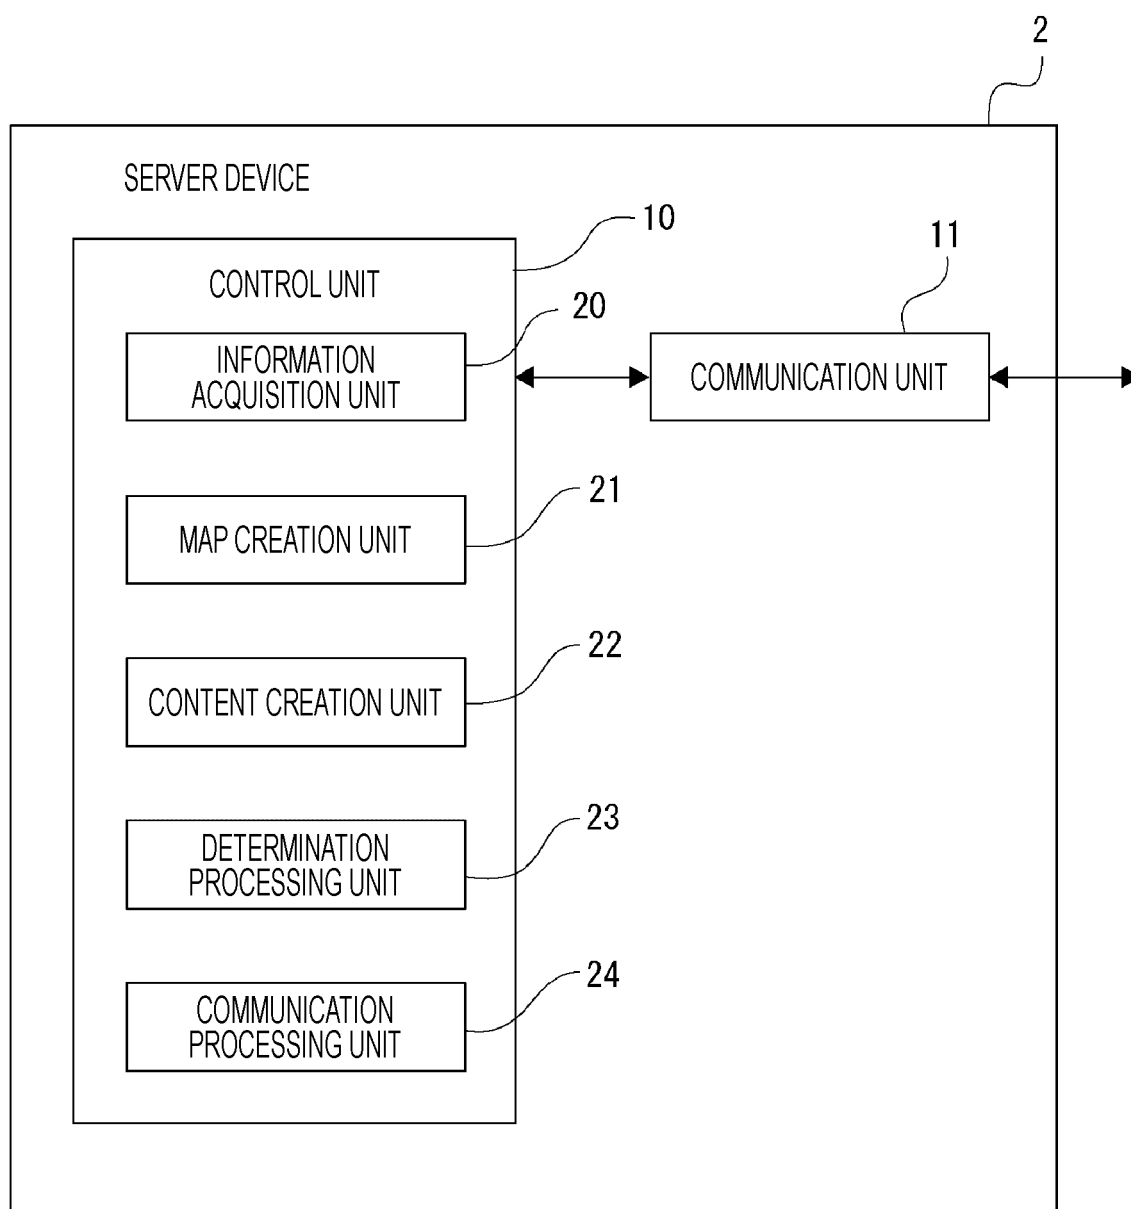 2
SERVER DEVICE
10
CONTROL UNIT
11
20
INFORMATION
ACQUISITION UNIT
COMMUNICATION UNIT
21
MAP CREATION UNIT
22
CONTENT CREATION UNIT
23
DETERMINATION
PROCESSING UNIT
24
COMMUNICATION
PROCESSING UNIT